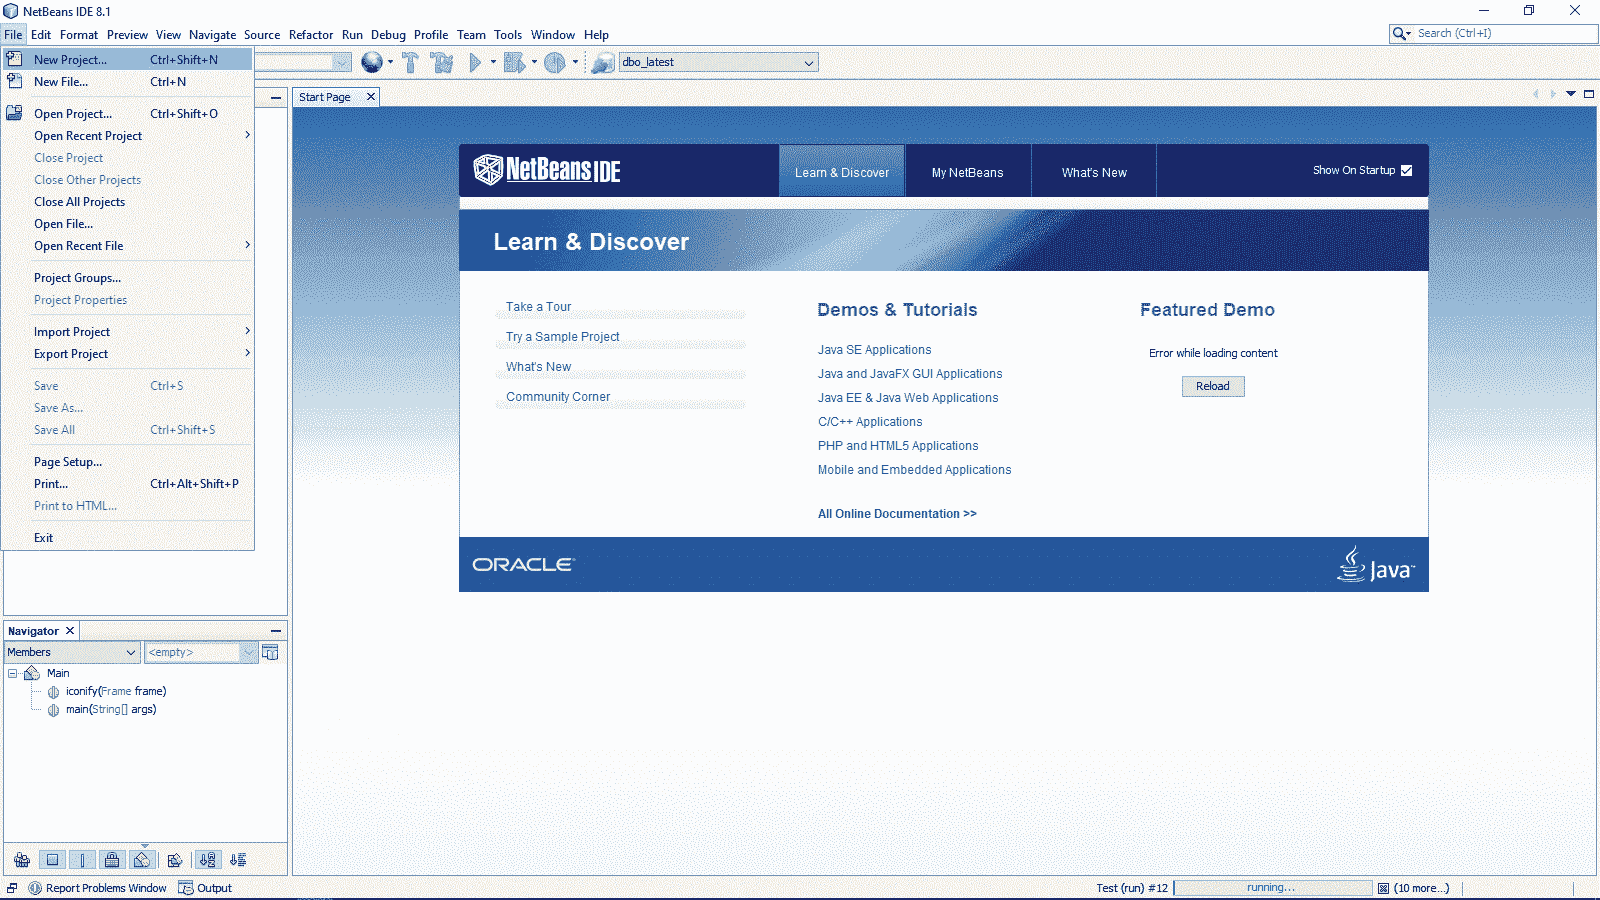 NetBeans IDE 8.1
File Edit Format Preview View Navigate Source Refactor Run Debug Profile Team Tools Window Help
Search (Ctrl+I)
New Project... Ctrl+Shift+N
New File... Ctrl+N
Open Project... Ctrl+Shift+O
Open Recent Project
Close Project
Close Other Projects
Close All Projects
Open File...
Open Recent File
Project Groups...
Project Properties
Import Project
Export Project
Save Ctrl+S
Save As...
Save All Ctrl+Shift+S
Page Setup...
Print... Ctrl+Alt+Shift+P
Print to HTML...
Exit
dbo_latest
Start Page
NetBeans IDE
Learn & Discover My NetBeans What's New Show On Startup
Learn & Discover
Take a Tour
Try a Sample Project
What's New
Community Corner
Demos & Tutorials
Java SE Applications
Java and JavaFX GUI Applications
Java EE & Java Web Applications
C/C++ Applications
PHP and HTML5 Applications
Mobile and Embedded Applications
All Online Documentation >>
Featured Demo
Error while loading content
Reload
ORACLE
Java
Navigator
Members <empty>
Main
iconify(Frame frame)
main(String[] args)
Report Problems Window Output Test (run) #12 running... (10 more...)